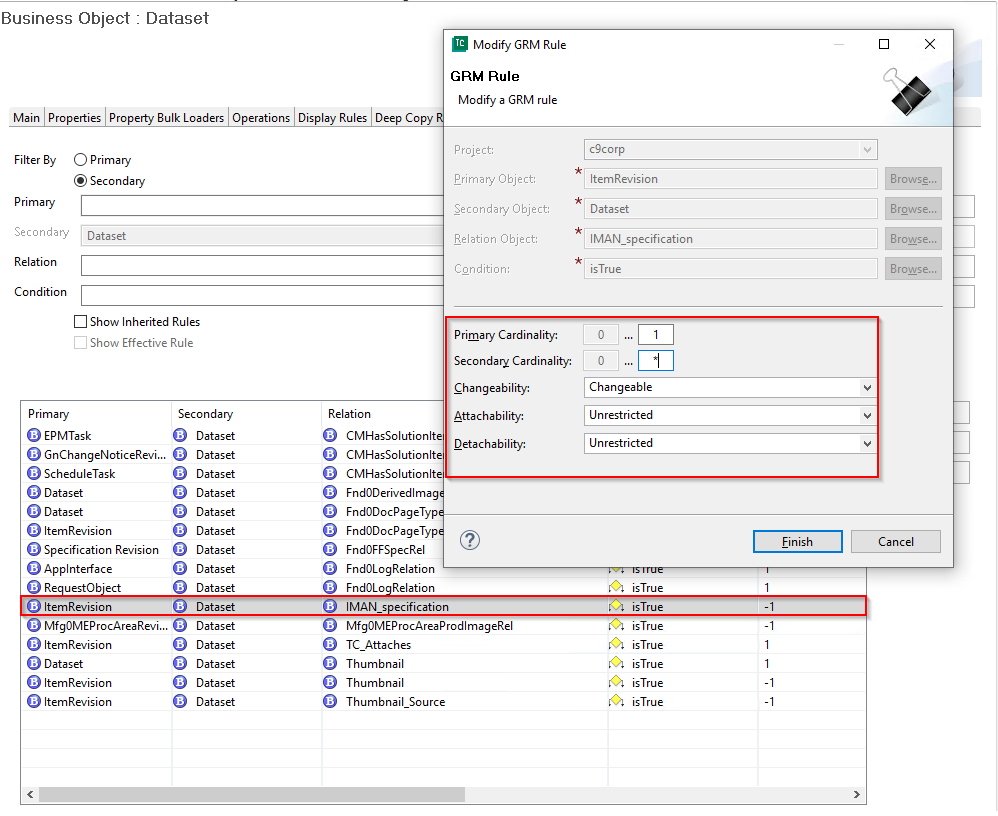 Business Object : Dataset
Main
Properties
Property Bulk Loaders
Operations
Display Rules
Deep Copy R
Filter By
Primary
Secondary
Primary
Secondary
Dataset
Relation
Condition
Show Inherited Rules
Show Effective Rule
Primary Secondary Relation
B EPMTask B Dataset B CMHasSolutionIte
B GnChangeNoticeRevi... B Dataset B CMHasSolutionIte
B ScheduleTask B Dataset B CMHasSolutionIte
B Dataset B Dataset B Fnd0DerivedImage
B Dataset B Dataset B Fnd0DocPageType
B ItemRevision B Dataset B Fnd0DocPageType
B Specification Revision B Dataset B Fnd0FFSpecRel
B AppInterface B Dataset B Fnd0LogRelation isTrue 1
B RequestObject B Dataset B Fnd0LogRelation isTrue 1
B ItemRevision B Dataset B IMAN_specification isTrue -1
B Mfg0MEProcAreaRevi... B Dataset B Mfg0MEProcAreaProdImageRel isTrue -1
B ItemRevision B Dataset B TC_Attaches isTrue 1
B Dataset B Dataset B Thumbnail isTrue 1
B ItemRevision B Dataset B Thumbnail isTrue -1
B ItemRevision B Dataset B Thumbnail_Source isTrue -1
TC Modify GRM Rule
GRM Rule
Modify a GRM rule
Project: c9corp
Primary Object: * ItemRevision Browse...
Secondary Object: * Dataset Browse...
Relation Object: * IMAN_specification Browse...
Condition: * isTrue Browse...
Primary Cardinality: 0 ... 1
Secondary Cardinality: 0 ... *
Changeability: Changeable
Attachability: Unrestricted
Detachability: Unrestricted
?
Finish
Cancel